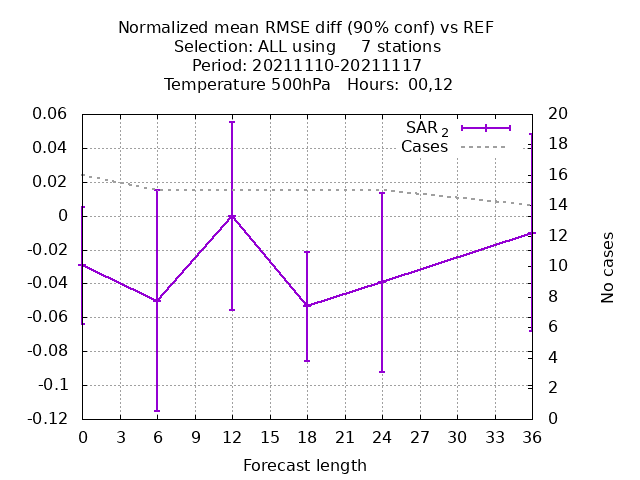 Normalized mean RMSE diff (90% conf) vs REF
Selection: ALL using 7 stations
Period: 20211110-20211117
Temperature 500hPa Hours: 00,12
SAR 2
Cases
0.06
0.04
0.02
0
-0.02
-0.04
-0.06
-0.08
-0.1
-0.12
20
18
16
14
12
10
8
6
4
2
0
No cases
0 3 6 9 12 15 18 21 24 27 30 33 36
Forecast length